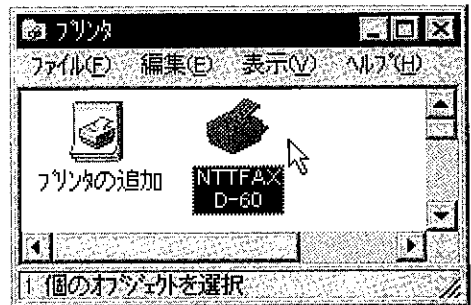 プリンタ
ファイル(F) 編集(E) 表示(V) ヘルプ(H)
プリンタの追加
NTTFAX
D-60
1 個のオブジェクトを選択